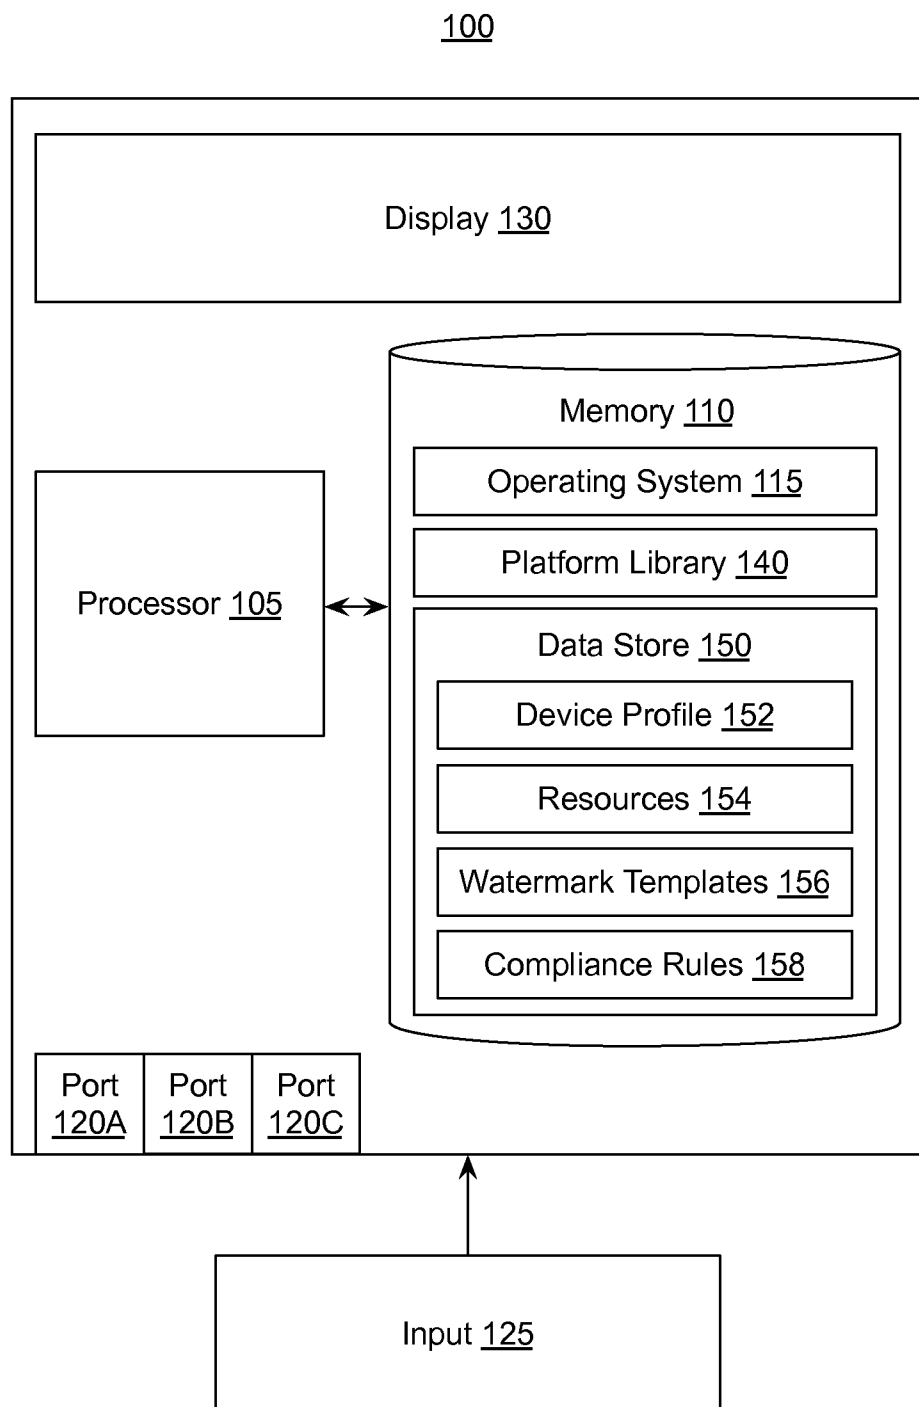 100
Display 130
Memory 110
Operating System 115
Platform Library 140
Processor 105
Data Store 150
Device Profile 152
Resources 154
Watermark Templates 156
Compliance Rules 158
Port
120A
Port
120B
Port
120C
Input 125